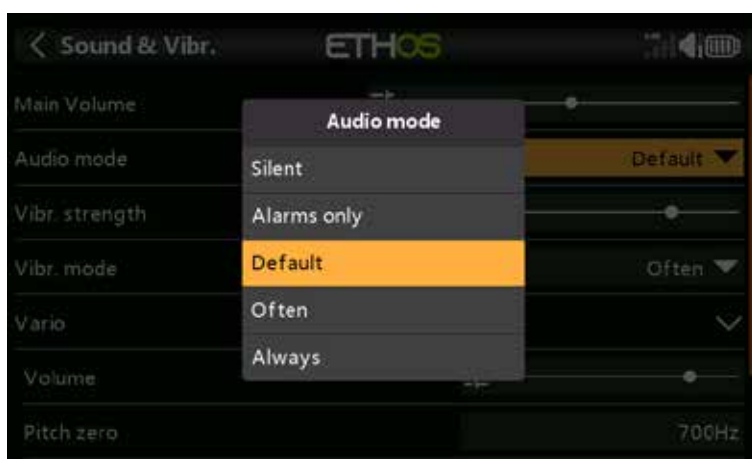 Sound & Vibr. ETHOS
Main Volume
Audio mode
Audio mode Default
Silent
Vibr. strength
Alarms only
Vibr. mode Often
Default
Vario
Often
Always
Volume
Pitch zero 700Hz